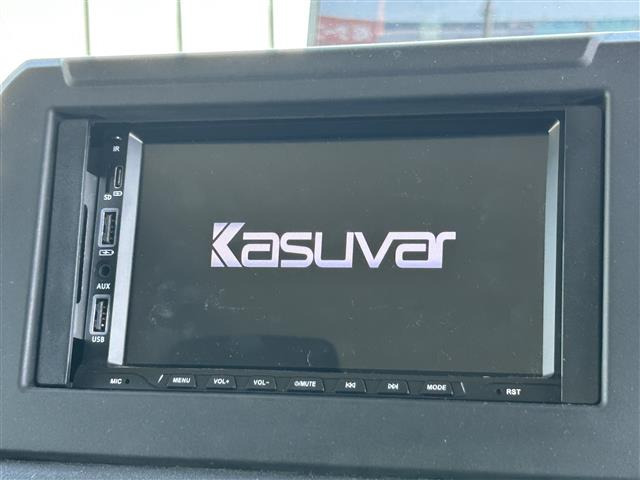 IR
SD
AUX
USB
Kasuvar
MIC MENU VOL+ VOL- ⏻/MUTE ⏮ ⏭ MODE RST